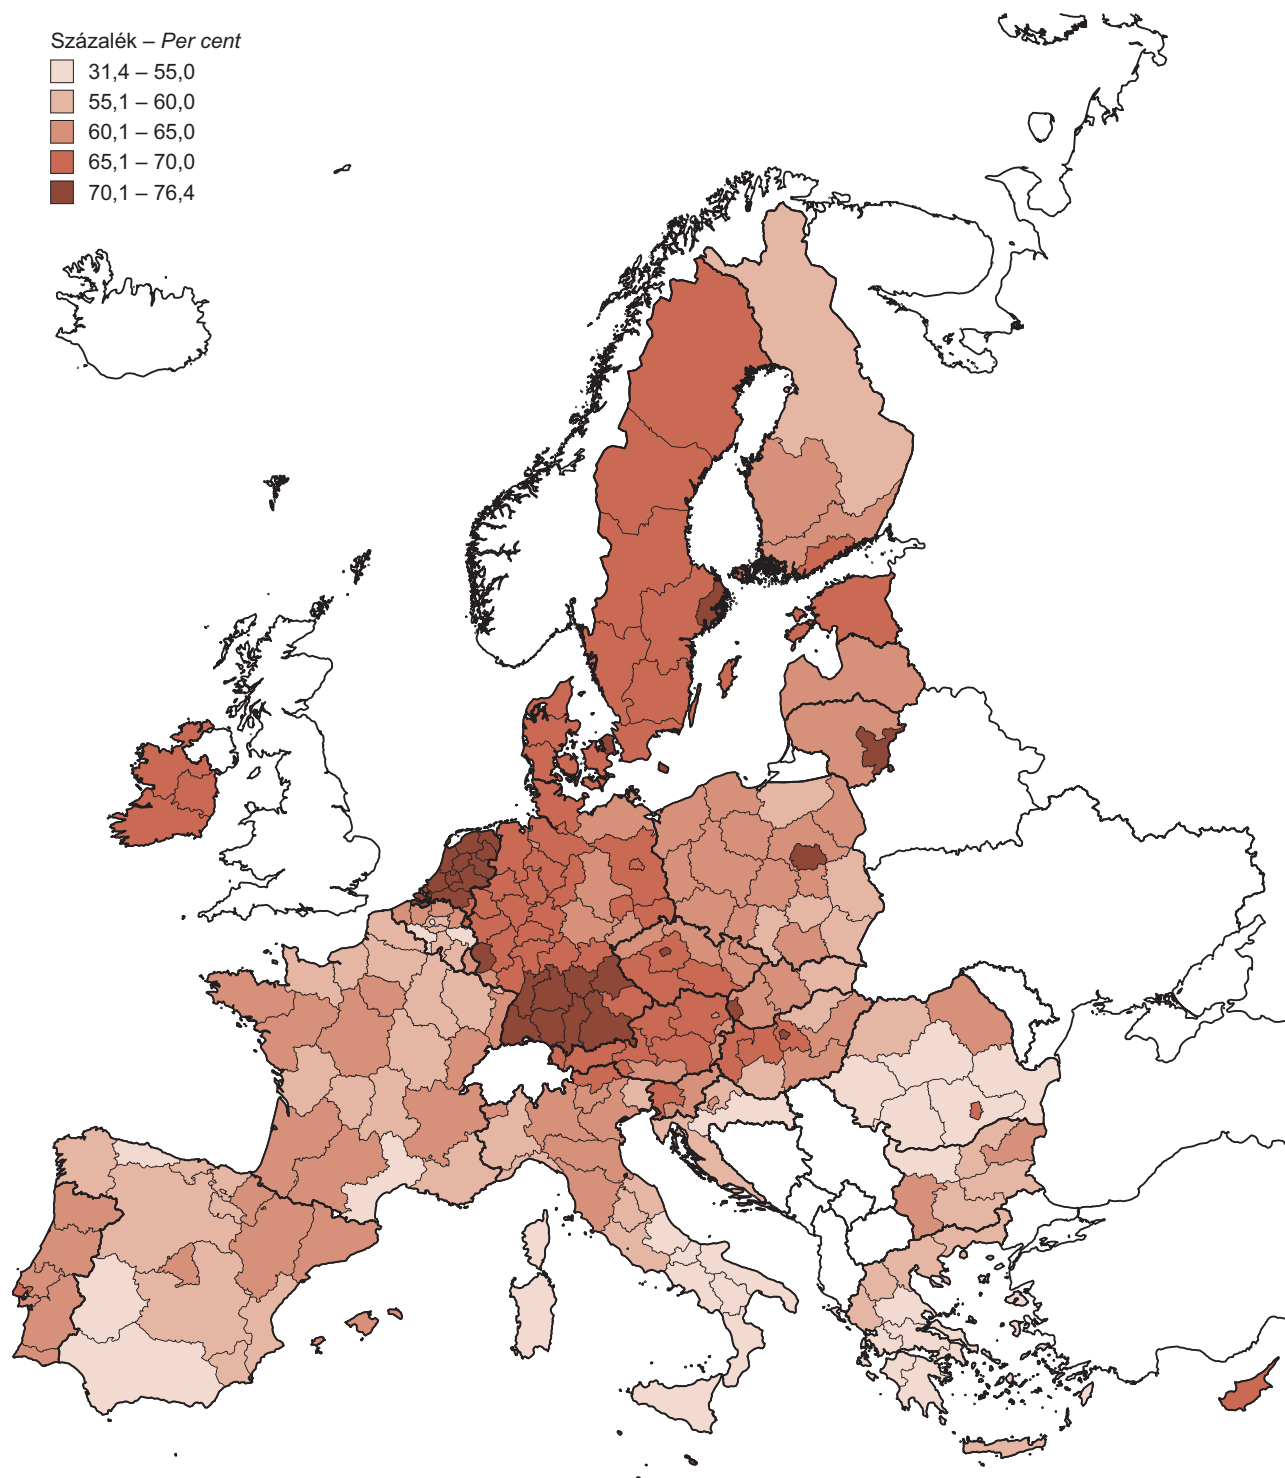 Százalék – Per cent
31,4 – 55,0
55,1 – 60,0
60,1 – 65,0
65,1 – 70,0
70,1 – 76,4